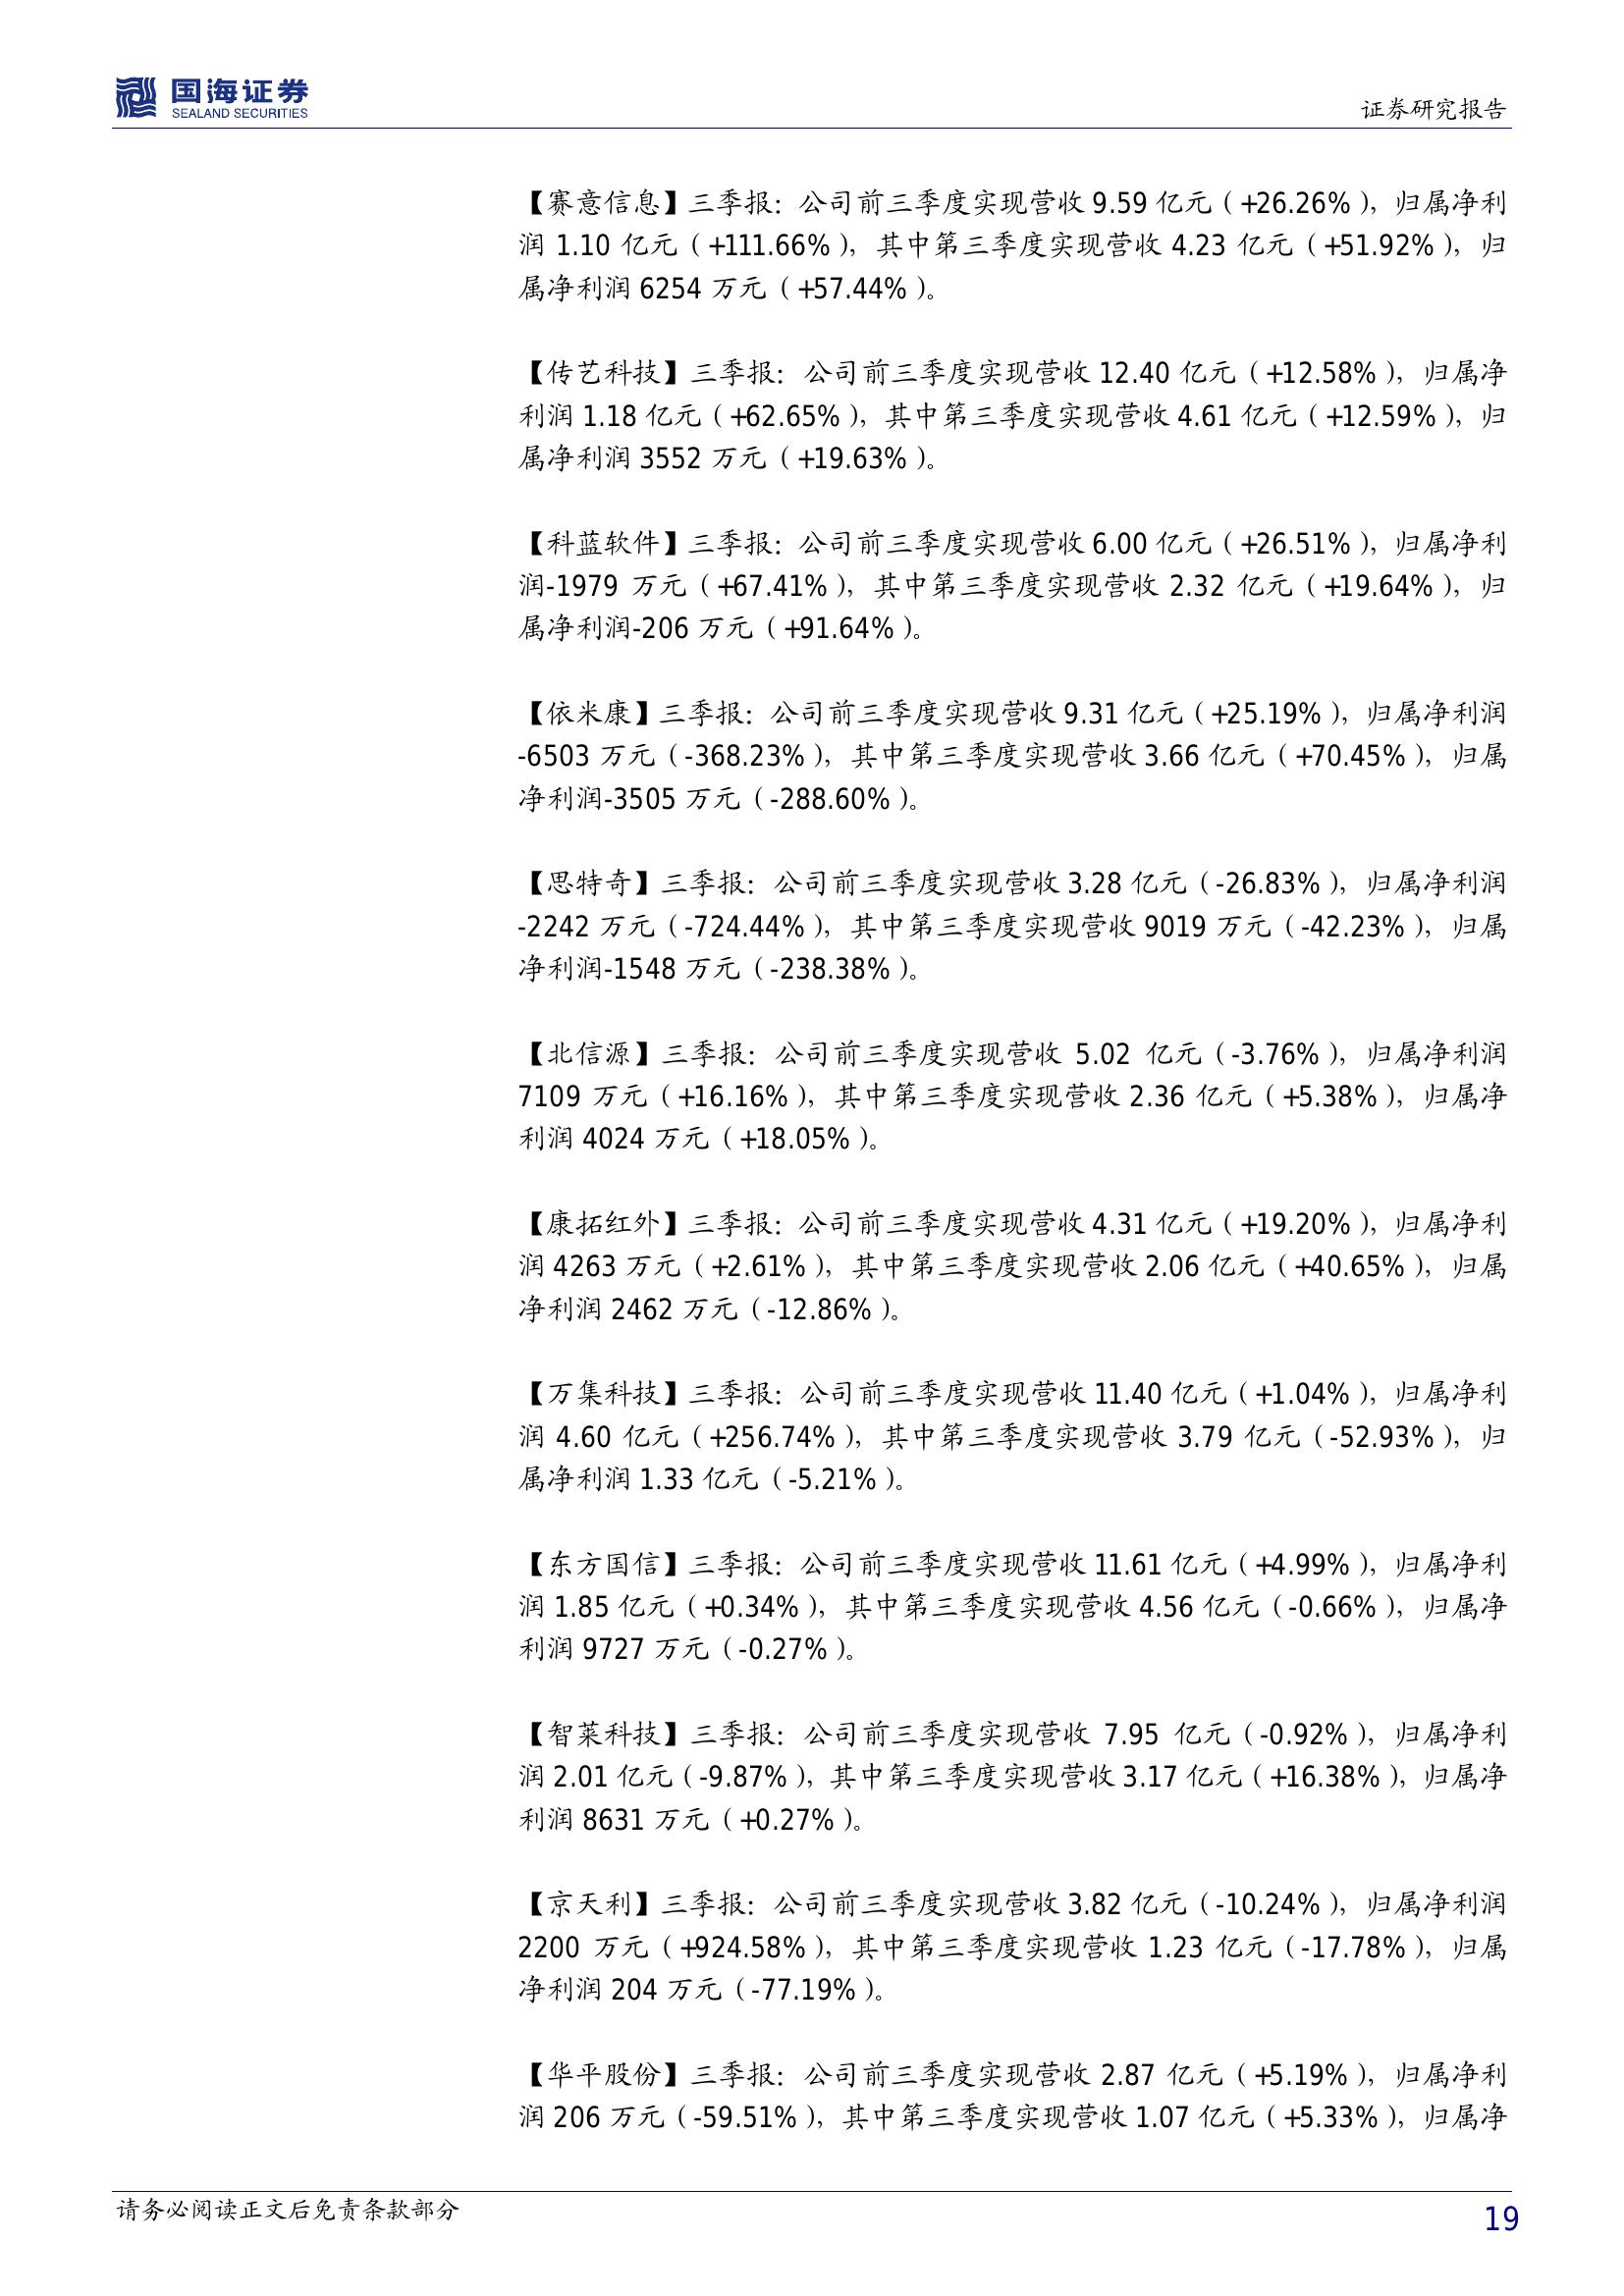 国海证券
SEALAND SECURITIES
证券研究报告
【赛意信息】三季报：公司前三季度实现营收 9.59 亿元（+26.26%），归属净利
润 1.10 亿元（+111.66%），其中第三季度实现营收 4.23 亿元（+51.92%），归
属净利润 6254 万元（+57.44%）。
【传艺科技】三季报：公司前三季度实现营收 12.40 亿元（+12.58%），归属净
利润 1.18 亿元（+62.65%），其中第三季度实现营收 4.61 亿元（+12.59%），归
属净利润 3552 万元（+19.63%）。
【科蓝软件】三季报：公司前三季度实现营收 6.00 亿元（+26.51%），归属净利
润-1979 万元（+67.41%），其中第三季度实现营收 2.32 亿元（+19.64%），归
属净利润-206 万元（+91.64%）。
【依米康】三季报：公司前三季度实现营收 9.31 亿元（+25.19%），归属净利润
-6503 万元（-368.23%），其中第三季度实现营收 3.66 亿元（+70.45%），归属
净利润-3505 万元（-288.60%）。
【思特奇】三季报：公司前三季度实现营收 3.28 亿元（-26.83%），归属净利润
-2242 万元（-724.44%），其中第三季度实现营收 9019 万元（-42.23%），归属
净利润-1548 万元（-238.38%）。
【北信源】三季报：公司前三季度实现营收 5.02 亿元（-3.76%），归属净利润
7109 万元（+16.16%），其中第三季度实现营收 2.36 亿元（+5.38%），归属净
利润 4024 万元（+18.05%）。
【康拓红外】三季报：公司前三季度实现营收 4.31 亿元（+19.20%），归属净利
润 4263 万元（+2.61%），其中第三季度实现营收 2.06 亿元（+40.65%），归属
净利润 2462 万元（-12.86%）。
【万集科技】三季报：公司前三季度实现营收 11.40 亿元（+1.04%），归属净利
润 4.60 亿元（+256.74%），其中第三季度实现营收 3.79 亿元（-52.93%），归
属净利润 1.33 亿元（-5.21%）。
【东方国信】三季报：公司前三季度实现营收 11.61 亿元（+4.99%），归属净利
润 1.85 亿元（+0.34%），其中第三季度实现营收 4.56 亿元（-0.66%），归属净
利润 9727 万元（-0.27%）。
【智莱科技】三季报：公司前三季度实现营收 7.95 亿元（-0.92%），归属净利
润 2.01 亿元（-9.87%），其中第三季度实现营收 3.17 亿元（+16.38%），归属净
利润 8631 万元（+0.27%）。
【京天利】三季报：公司前三季度实现营收 3.82 亿元（-10.24%），归属净利润
2200 万元（+924.58%），其中第三季度实现营收 1.23 亿元（-17.78%），归属
净利润 204 万元（-77.19%）。
【华平股份】三季报：公司前三季度实现营收 2.87 亿元（+5.19%），归属净利
润 206 万元（-59.51%），其中第三季度实现营收 1.07 亿元（+5.33%），归属净
请务必阅读正文后免责条款部分
19